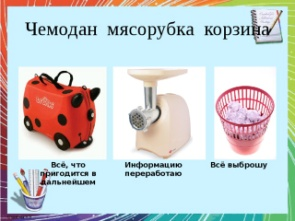 Чемодан мясорубка корзина
Всё, что
пригодится в
дальнейшем
Информацию
переработаю
Всё выброшу